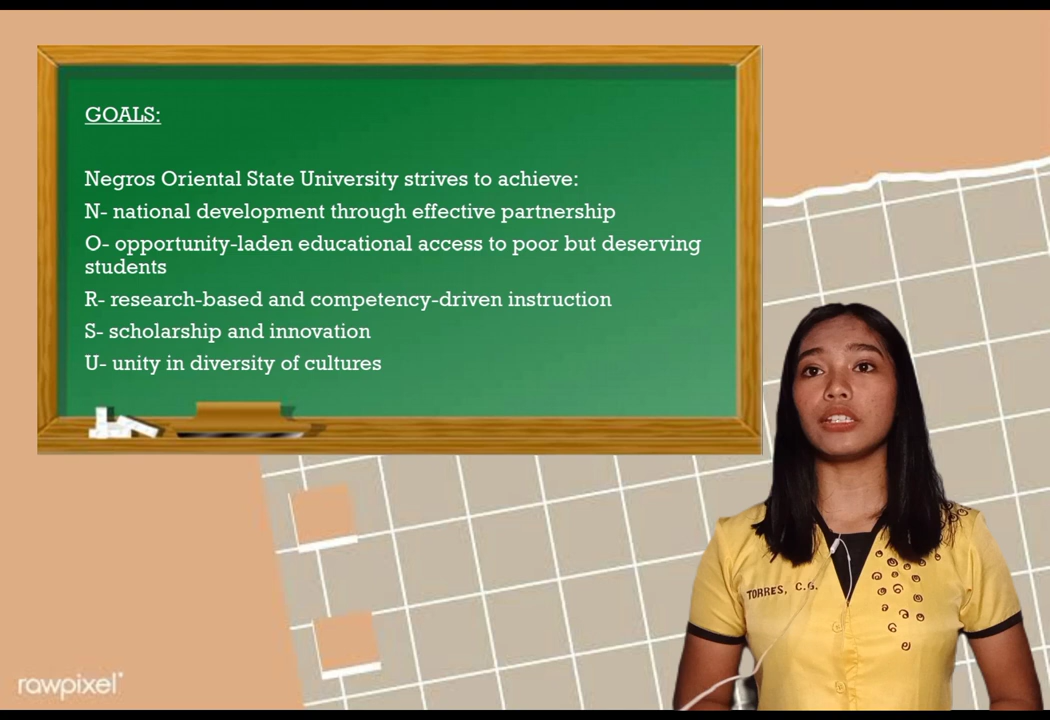 GOALS:
Negros Oriental State University strives to achieve:
N- national development through effective partnership
O- opportunity-laden educational access to poor but deserving
students
R- research-based and competency-driven instruction
S- scholarship and innovation
U- unity in diversity of cultures
TORRES, C.G.
rawpixel